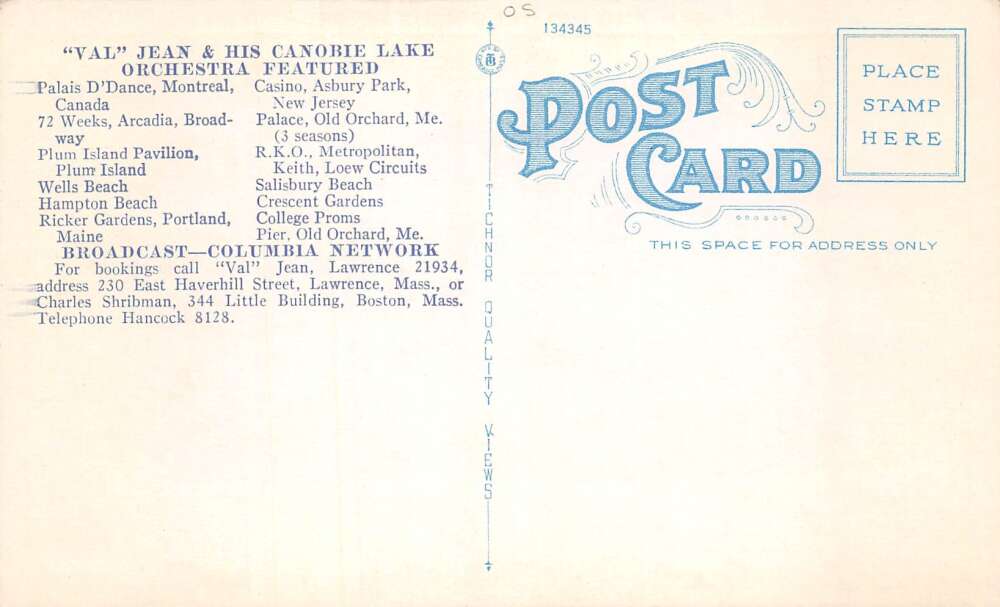 "VAL" JEAN & HIS CANOBIE LAKE
ORCHESTRA FEATURED
Palais D'Dance, Montreal,
Canada
72 Weeks, Arcadia, Broad-
way
Plum Island Pavilion,
Plum Island
Wells Beach
Hampton Beach
Ricker Gardens, Portland,
Maine
Casino, Asbury Park,
New Jersey
Palace, Old Orchard, Me.
(3 seasons)
R.K.O., Metropolitan,
Keith, Loew Circuits
Salisbury Beach
Crescent Gardens
College Proms
Pier, Old Orchard, Me.
BROADCAST—COLUMBIA NETWORK
For bookings call "Val" Jean, Lawrence 21934,
address 230 East Haverhill Street, Lawrence, Mass., or
Charles Shribman, 344 Little Building, Boston, Mass.
Telephone Hancock 8128.
TICHNOR QUALITY VIEWS
OS
134345
POST
CARD
THIS SPACE FOR ADDRESS ONLY
PLACE
STAMP
HERE